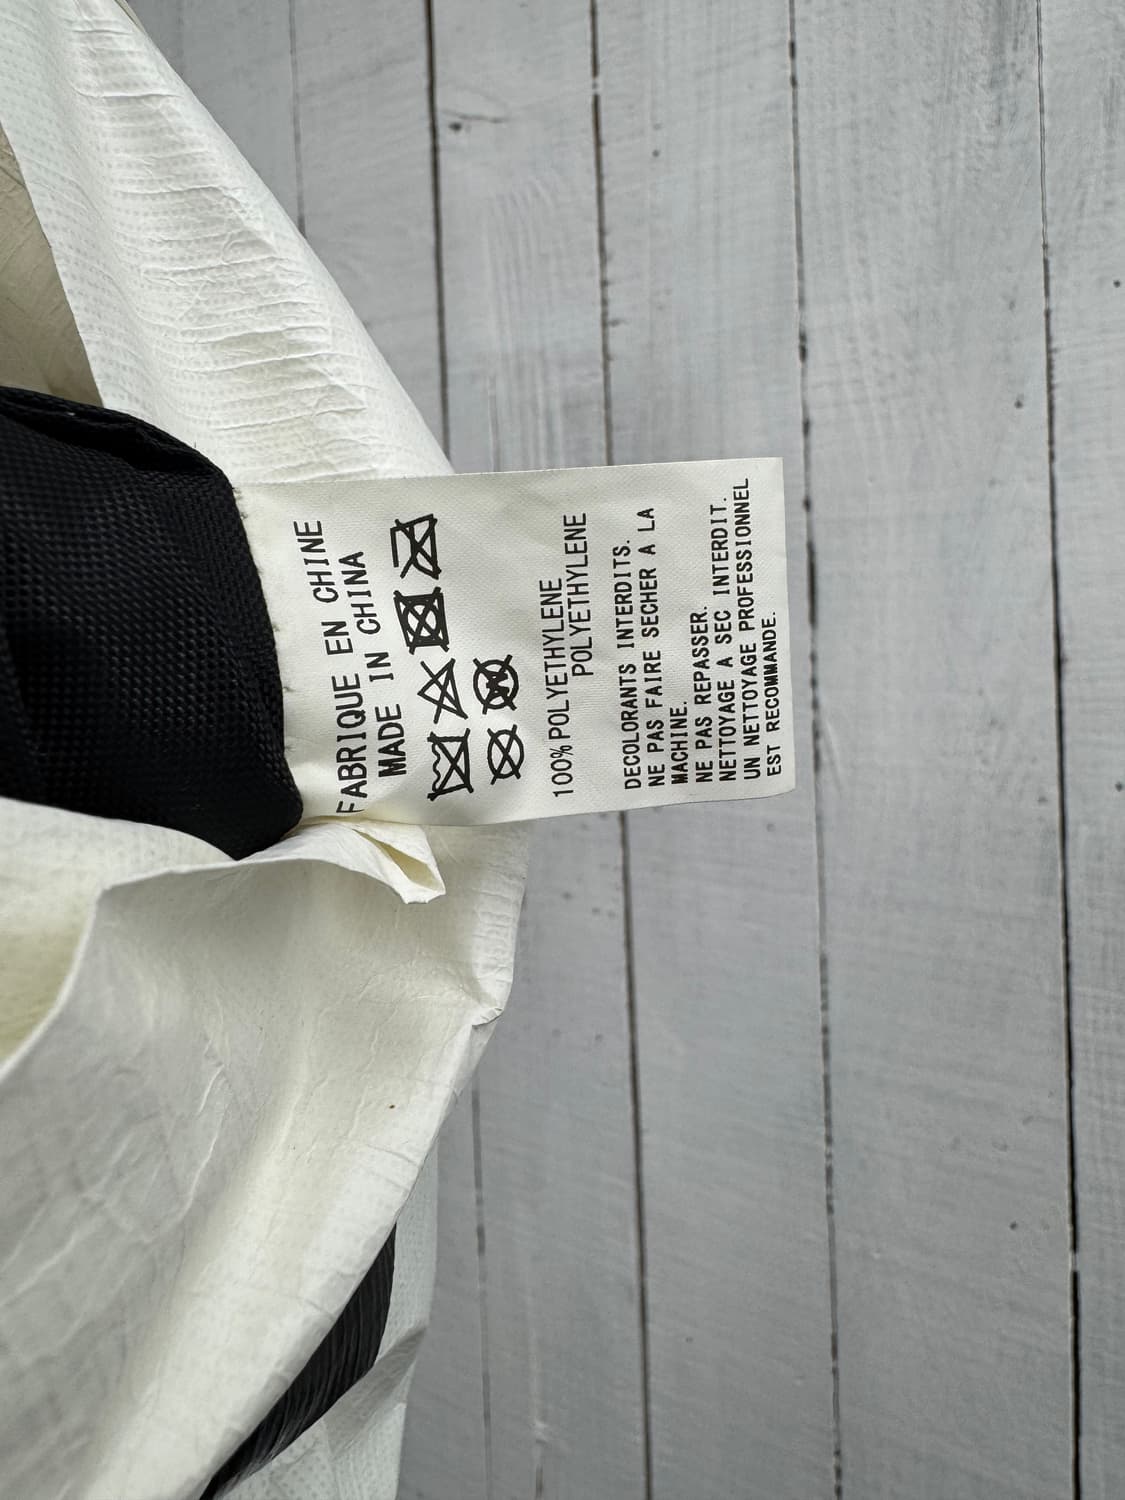 FABRIQUE EN CHINE
MADE IN CHINA
100% POLYETHYLENE
POLYETHYLENE
DECOLORANTS INTERDITS.
NE PAS FAIRE SECHER A LA
MACHINE.
NE PAS REPASSER.
NETTOYAGE A SEC INTERDIT.
UN NETTOYAGE PROFESSIONNEL
EST RECOMMANDE.